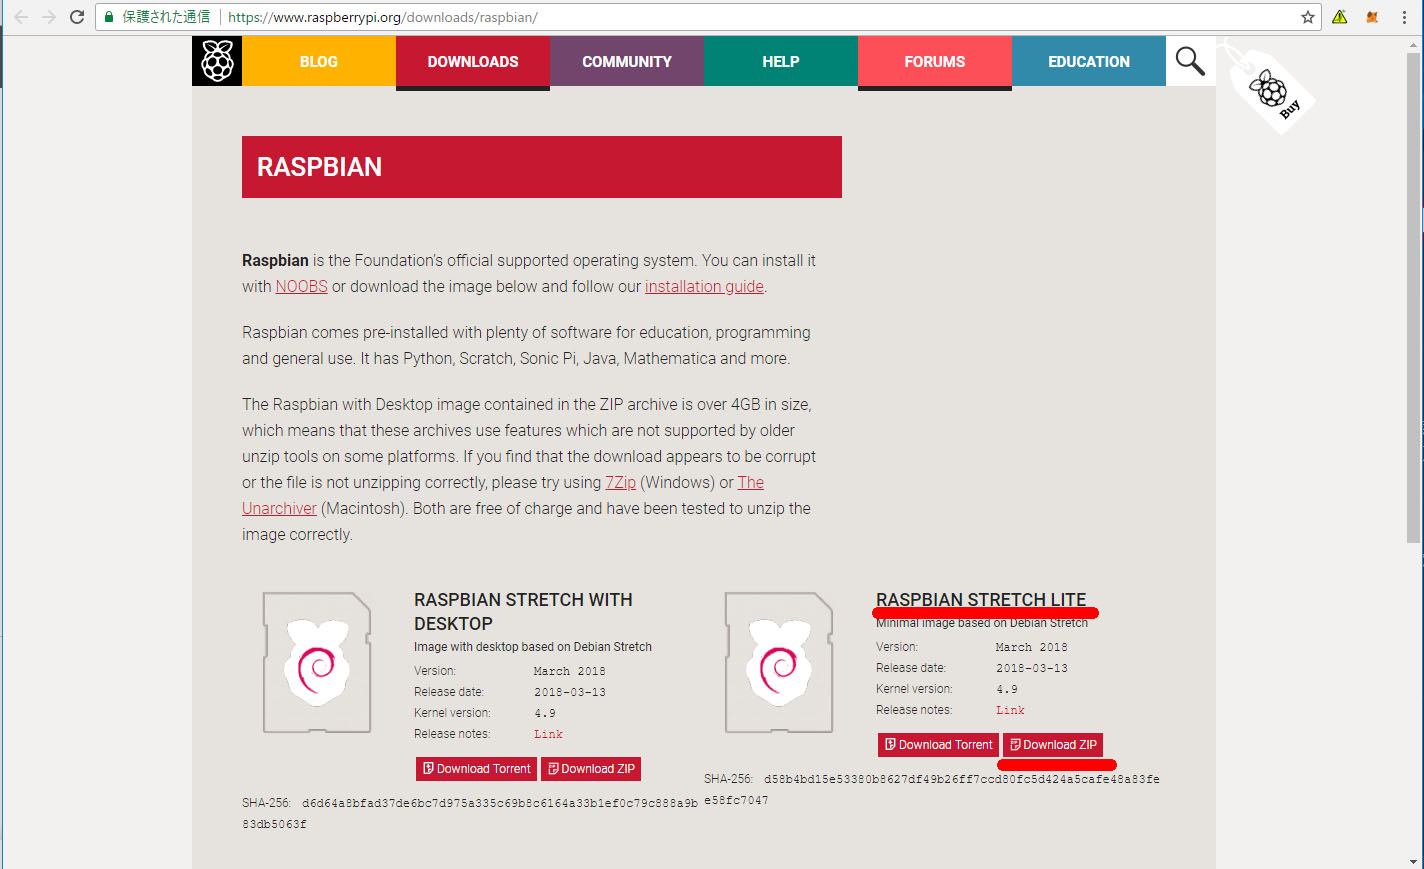 保護された通信 https://www.raspberrypi.org/downloads/raspbian/
BLOG DOWNLOADS COMMUNITY HELP FORUMS EDUCATION
Buy
RASPBIAN
Raspbian is the Foundation's official supported operating system. You can install it
with NOOBS or download the image below and follow our installation guide.
Raspbian comes pre-installed with plenty of software for education, programming
and general use. It has Python, Scratch, Sonic Pi, Java, Mathematica and more.
The Raspbian with Desktop image contained in the ZIP archive is over 4GB in size,
which means that these archives use features which are not supported by older
unzip tools on some platforms. If you find that the download appears to be corrupt
or the file is not unzipping correctly, please try using 7Zip (Windows) or The
Unarchiver (Macintosh). Both are free of charge and have been tested to unzip the
image correctly.
RASPBIAN STRETCH WITH
DESKTOP
Image with desktop based on Debian Stretch
Version: March 2018
Release date: 2018-03-13
Kernel version: 4.9
Release notes: Link
Download Torrent Download ZIP
SHA-256: d6d64a8bfad37de6bc7d975a335c69b8c6164a33b1ef0c79c888a9b
83db5063f
RASPBIAN STRETCH LITE
Minimal image based on Debian Stretch
Version: March 2018
Release date: 2018-03-13
Kernel version: 4.9
Release notes: Link
Download Torrent Download ZIP
SHA-256: d58b4bd15e53380b8627df49b26ff7ccd80fc5d424a5cafe48a83fe
e58fc7047